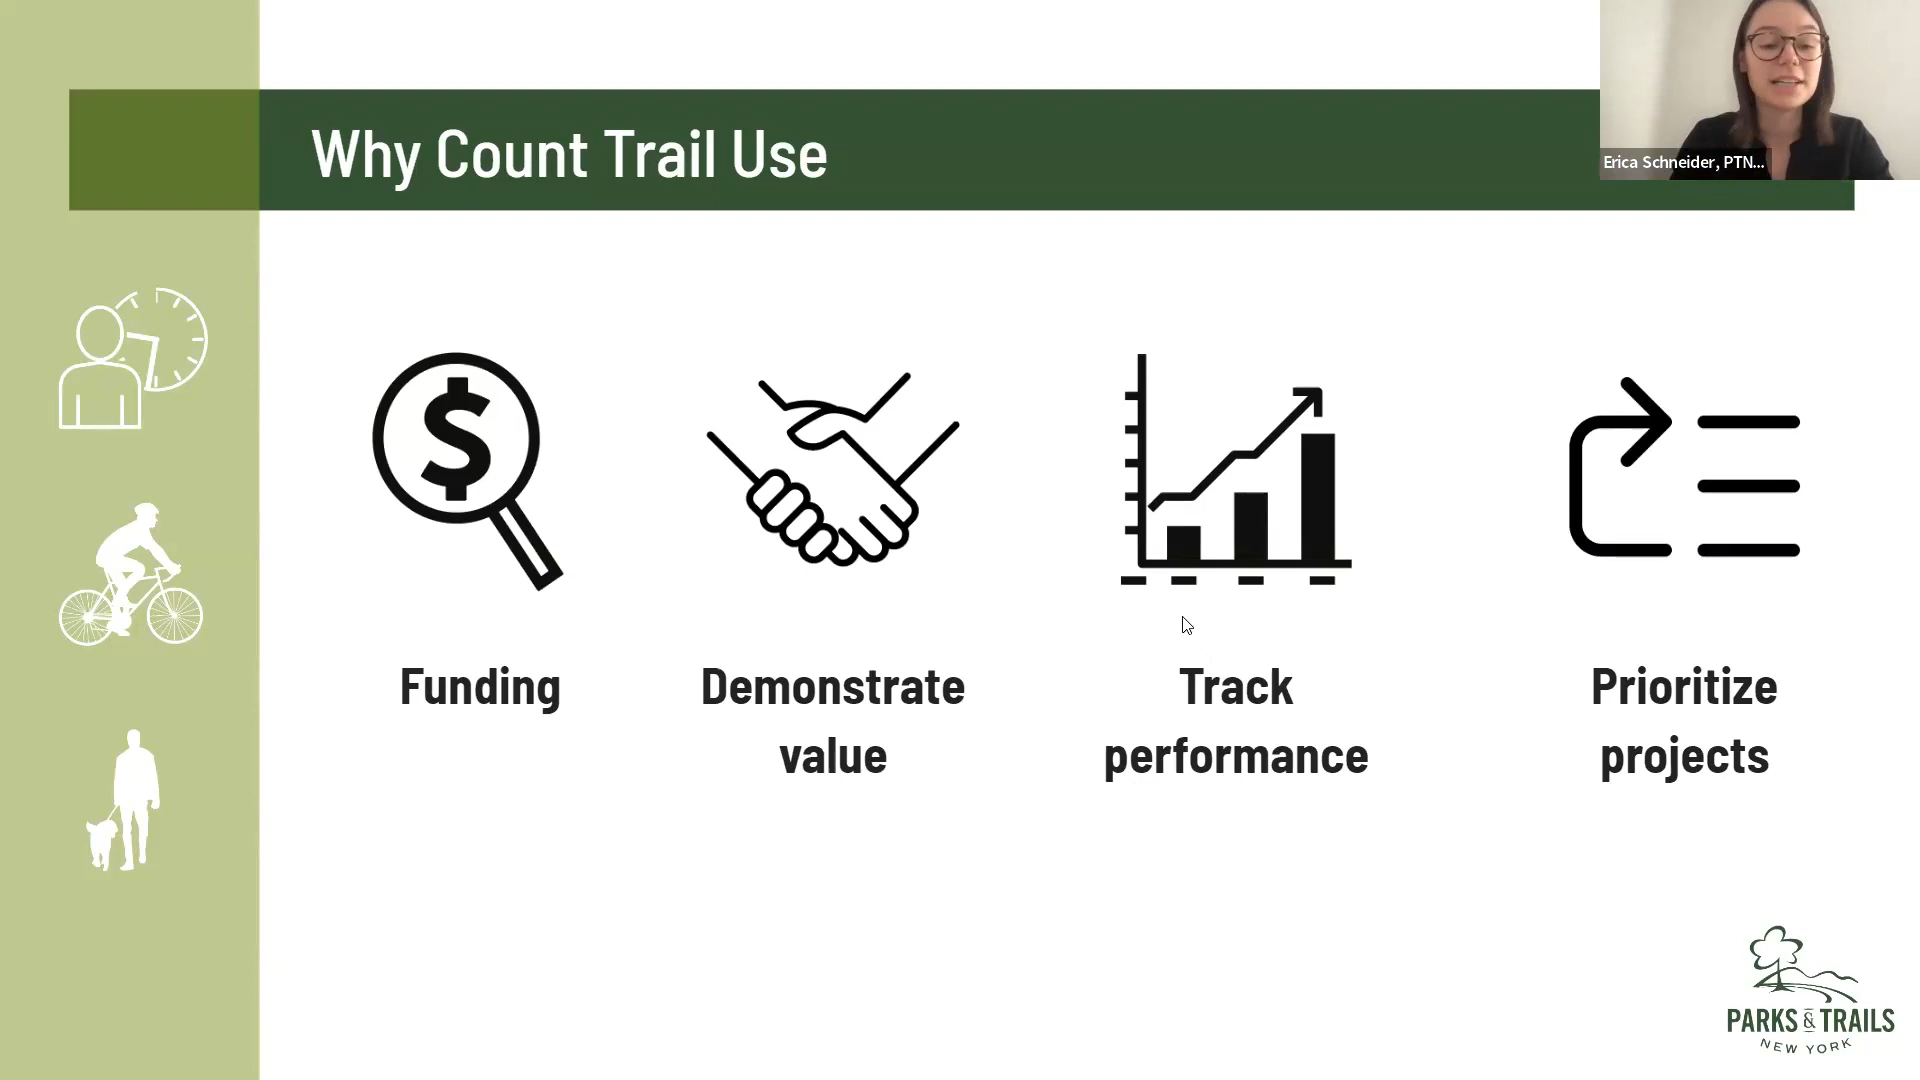 Why Count Trail Use
Erica Schneider, PTN...
Funding
Demonstrate
value
Track
performance
Prioritize
projects
PARKS & TRAILS
NEW YORK